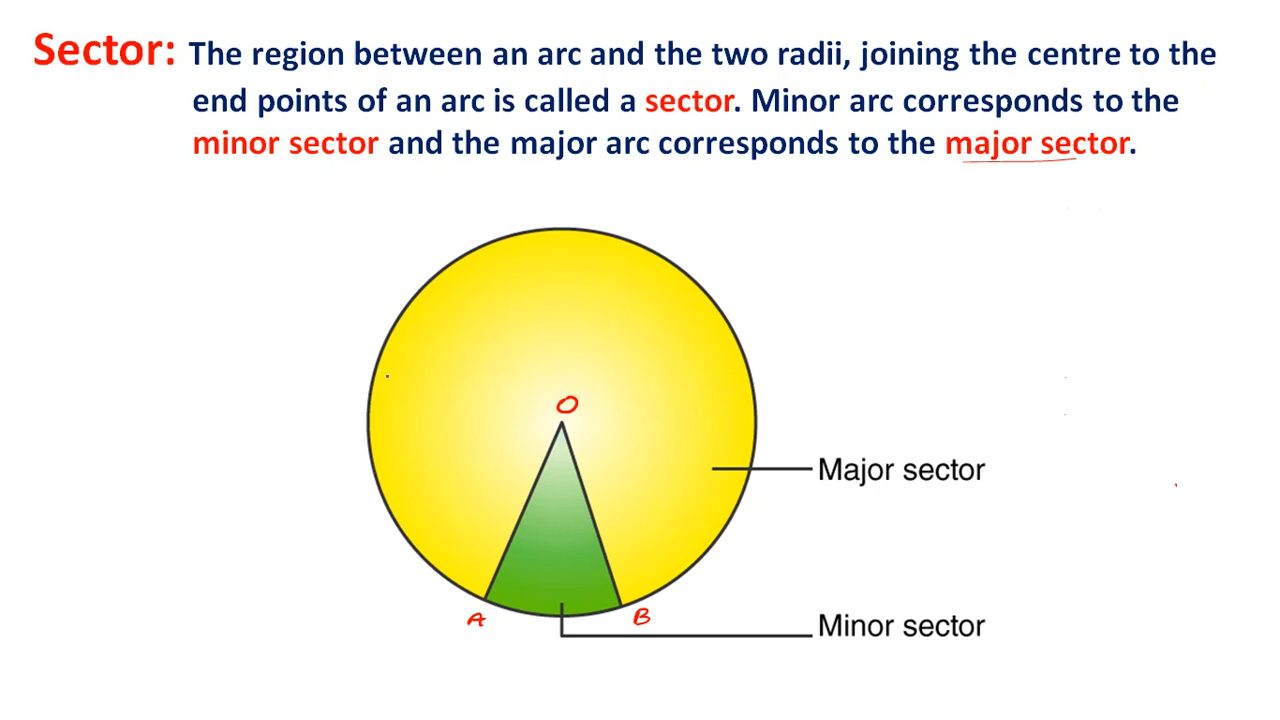 Sector: The region between an arc and the two radii, joining the centre to the
end points of an arc is called a sector. Minor arc corresponds to the
minor sector and the major arc corresponds to the major sector.
O
Major sector
A
B
Minor sector